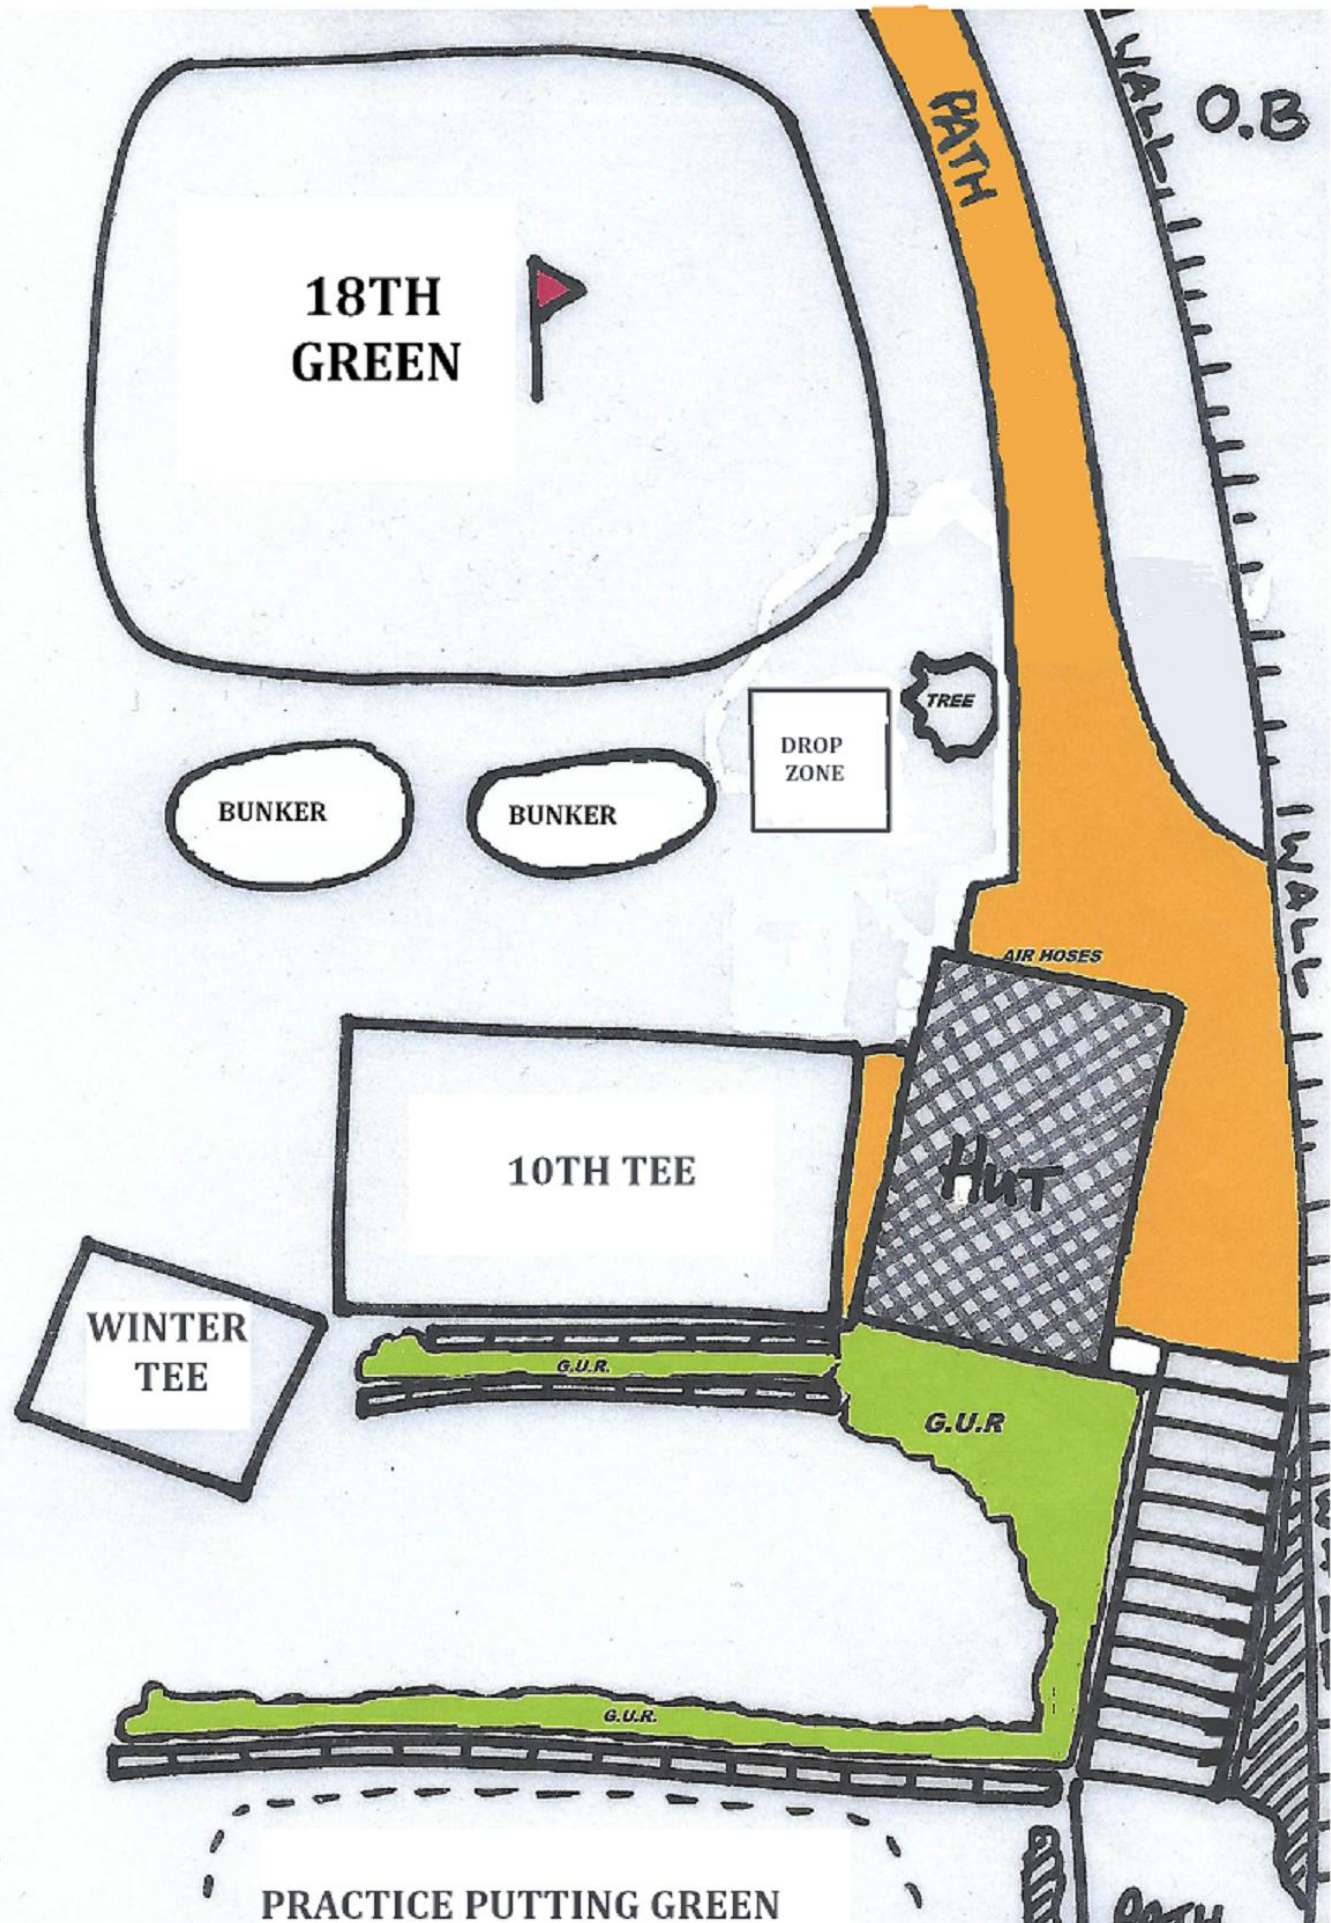 PATH
WALL
O.B
18TH
GREEN
TREE
DROP
ZONE
BUNKER
BUNKER
WALL
AIR HOSES
10TH TEE
HUT
WINTER
TEE
G.U.R.
G.U.R
G.U.R.
PRACTICE PUTTING GREEN
PATH